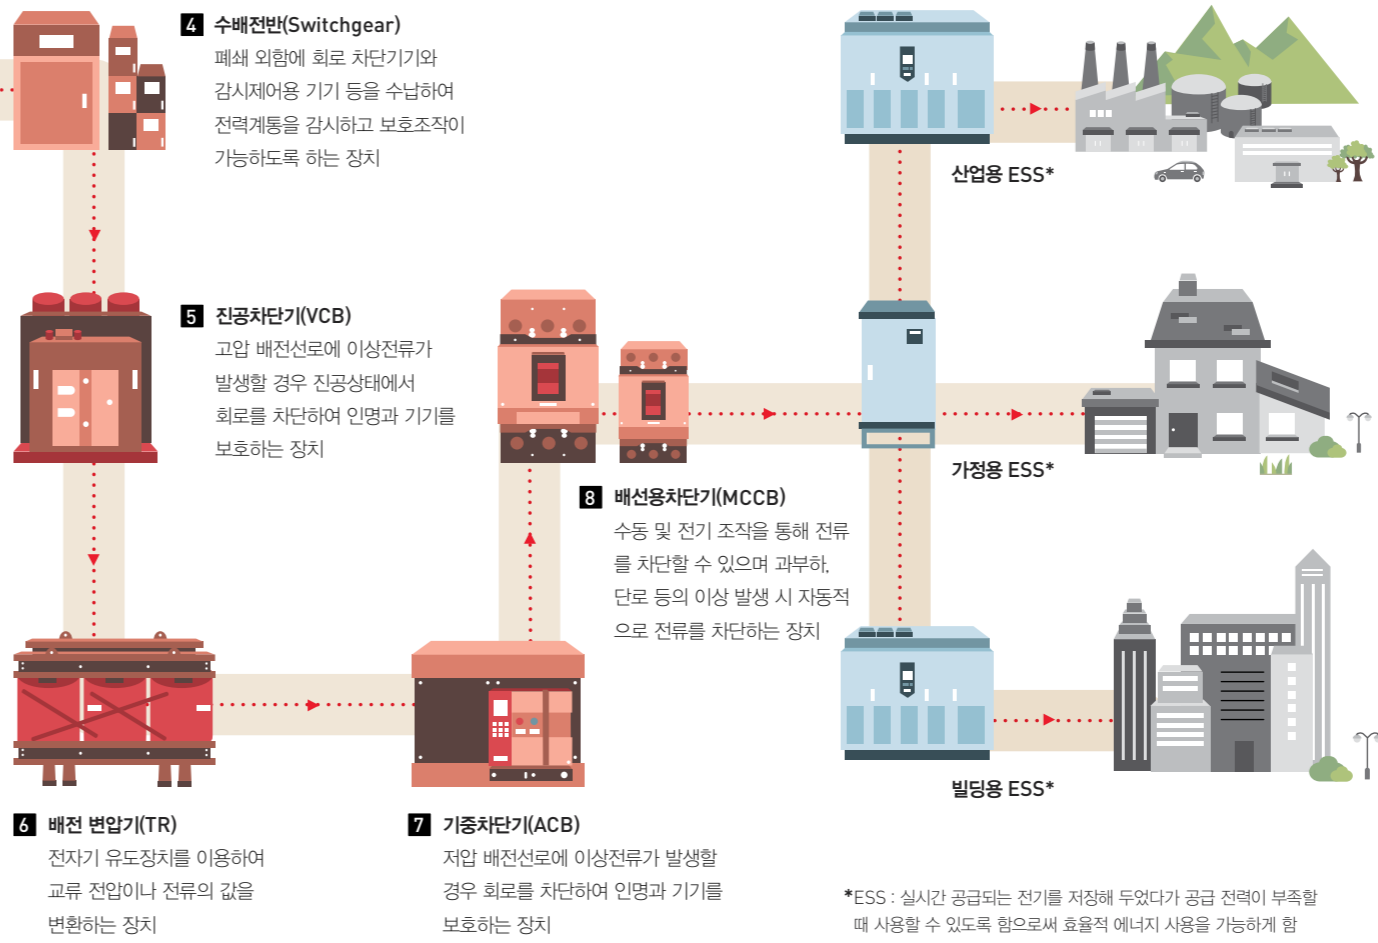 4 수배전반(Switchgear)
폐쇄 외함에 회로 차단기기와
감시제어용 기기 등을 수납하여
전력계통을 감시하고 보호조작이
가능하도록 하는 장치
산업용 ESS*
5 진공차단기(VCB)
고압 배전선로에 이상전류가
발생할 경우 진공상태에서
회로를 차단하여 인명과 기기를
보호하는 장치
가정용 ESS*
8 배선용차단기(MCCB)
수동 및 전기 조작을 통해 전류
를 차단할 수 있으며 과부하,
단로 등의 이상 발생 시 자동적
으로 전류를 차단하는 장치
빌딩용 ESS*
6 배전 변압기(TR)
전자기 유도장치를 이용하여
교류 전압이나 전류의 값을
변환하는 장치
7 기중차단기(ACB)
저압 배전선로에 이상전류가 발생할
경우 회로를 차단하여 인명과 기기를
보호하는 장치
*ESS : 실시간 공급되는 전기를 저장해 두었다가 공급 전력이 부족할
때 사용할 수 있도록 함으로써 효율적 에너지 사용을 가능하게 함